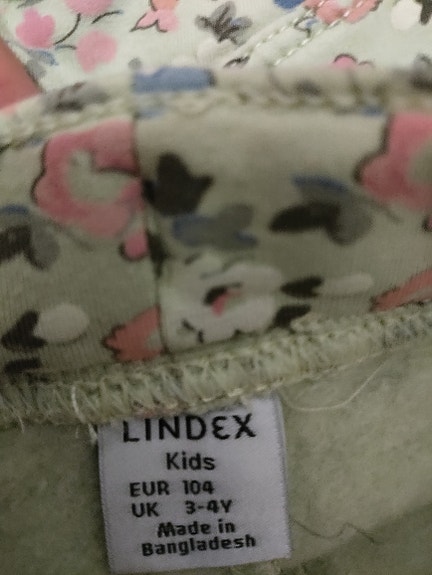 LINDEX
Kids
EUR 104
UK 3-4Y
Made in
Bangladesh